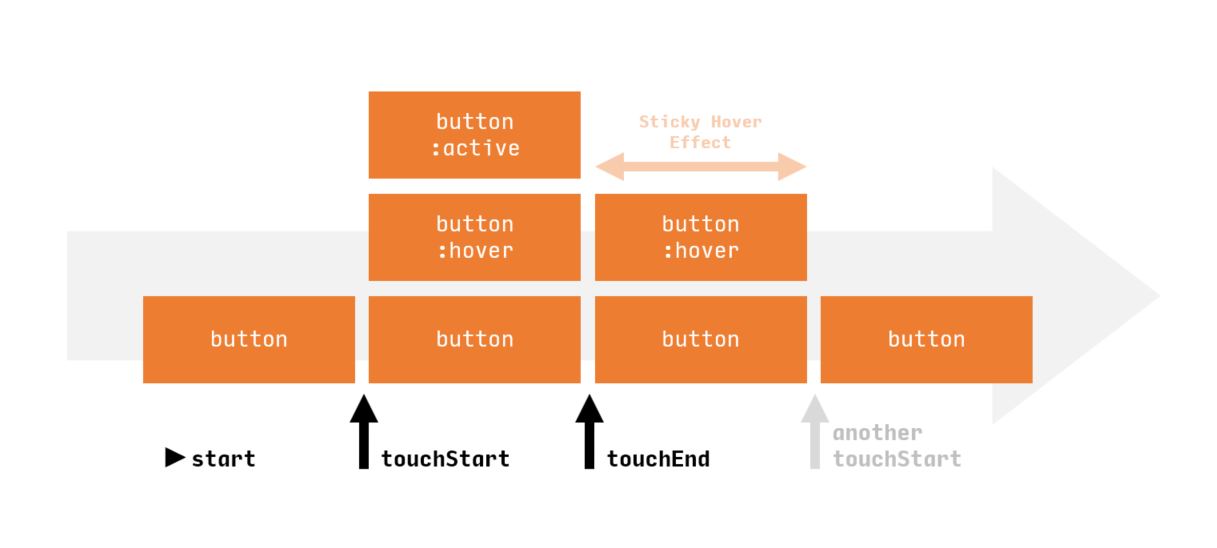 button
:active
Sticky Hover
Effect
button
:hover
button
:hover
button
button
button
button
start
touchStart
touchEnd
another
touchStart